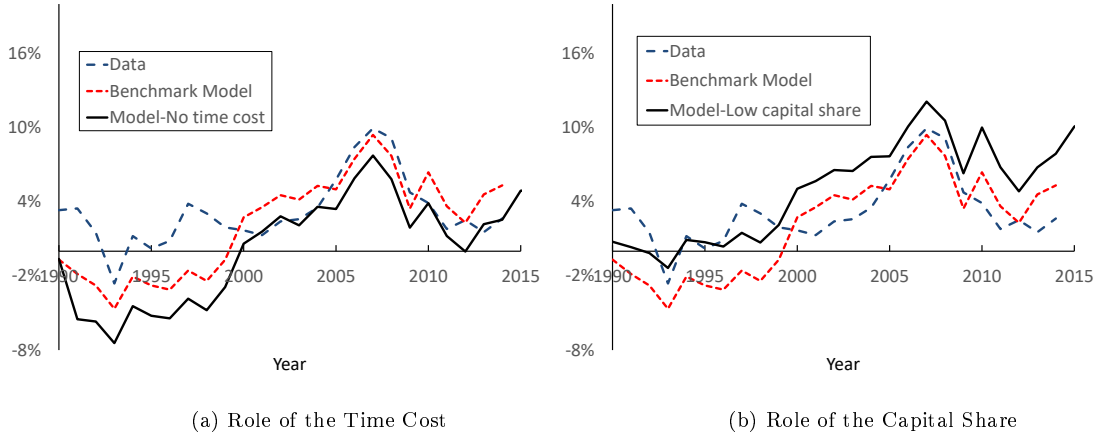 16%
10%
4%
-2%
-8%
Data
Benchmark Model
Model-No time cost
1990 1995 2000 2005 2010 2015
Year
(a) Role of the Time Cost
16%
10%
4%
-2%
-8%
Data
Benchmark Model
Model-Low capital share
1990 1995 2000 2005 2010 2015
Year
(b) Role of the Capital Share